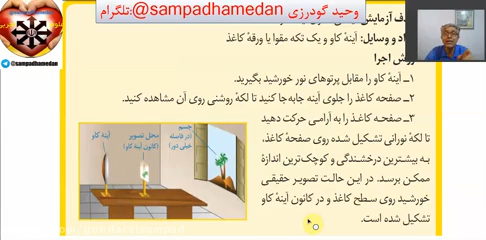 وحید گودرزی @sampadhamedan:تلگرام
@sampadhamedan
مواد و وسایل: آینهٔ کاو و یک تکه مقوا یا ورقهٔ کاغذ
روش اجرا
۱ــ آینهٔ کاو را مقابل پرتوهای نور خورشید بگیرید.
۲ــ صفحه کاغذ را جلوی آینه جابه‌جا کنید تا لکهٔ روشنی روی آن مشاهده کنید.
۳ــ صفحه کاغذ را به آرامی حرکت دهید
تا لکهٔ نورانی تشکیل شده روی صفحهٔ کاغذ،
به بیشترین درخشندگی و کوچک‌ترین اندازهٔ
ممکن برسد. در این حالت تصویر حقیقی
خورشید روی سطح کاغذ و در کانون آینهٔ کاو
تشکیل شده است.
جسم
(در فاصله
خیلی دور)
محل تصویر
(کانون آینهٔ کاو)
آینهٔ کاو